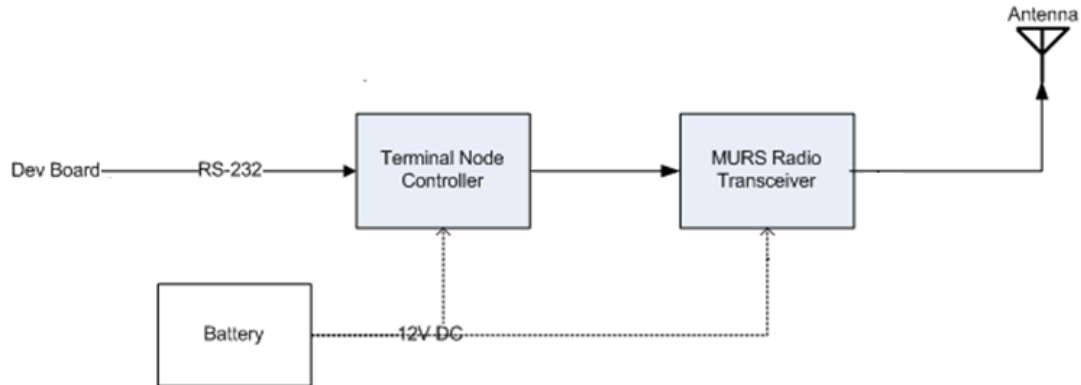 Antenna
Dev Board
RS-232
Terminal Node
Controller
MURS Radio
Transceiver
Battery
12V DC